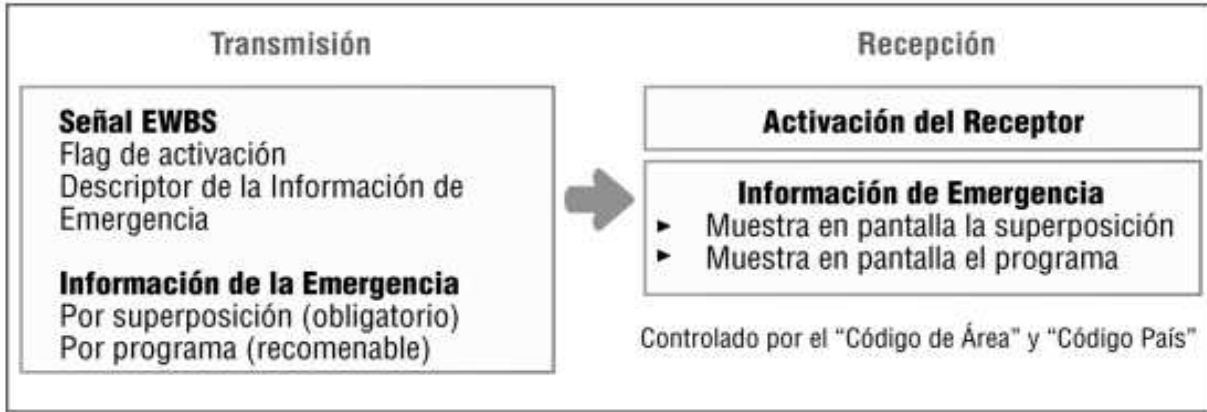 Transmisión
Señal EWBS
Flag de activación
Descriptor de la Información de
Emergencia
Información de la Emergencia
Por superposición (obligatorio)
Por programa (recomenable)
Recepción
Activación del Receptor
Información de Emergencia
► Muestra en pantalla la superposición
► Muestra en pantalla el programa
Controlado por el “Código de Área” y “Código País”